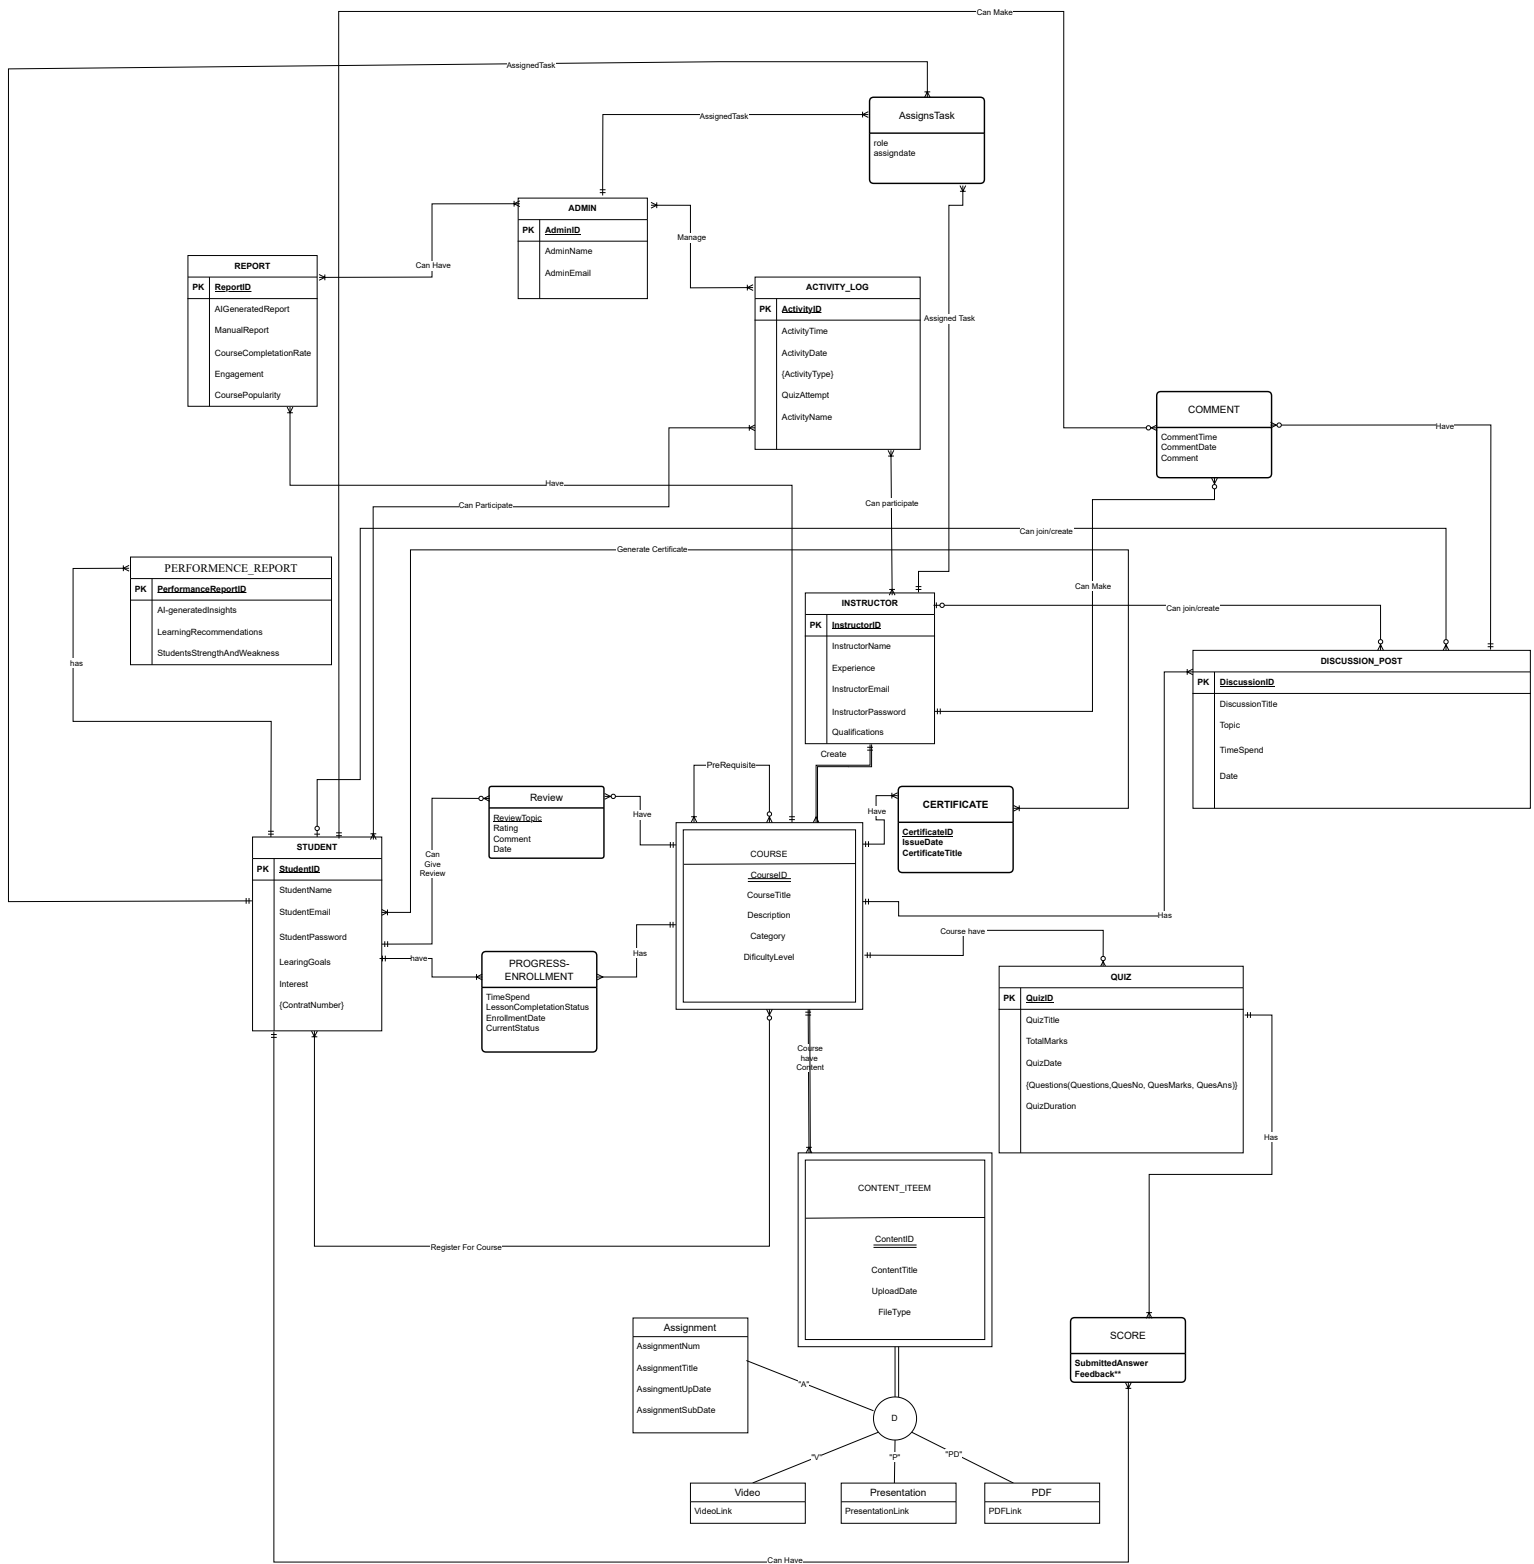 Can Make
AssignedTask
AssignsTask
role
assigndate
AssignedTask
ADMIN
PK AdminID
AdminName
AdminEmail
Manage
Can Have
REPORT
PK ReportID
AIGeneratedReport
ManualReport
CourseCompletationRate
Engagement
CoursePopularity
ACTIVITY_LOG
PK ActivityID
ActivityTime
ActivityDate
{ActivityType}
QuizAttempt
ActivityName
Assigned Task
COMMENT
CommentTime
CommentDate
Comment
Have
Have
Can Participate
Can participate
Can join/create
Generate Certificate
PERFORMENCE_REPORT
PK PerformanceReportID
AI-generatedInsights
LearningRecommendations
StudentsStrengthAndWeakness
has
Can Make
INSTRUCTOR
PK InstructorID
InstructorName
Experience
InstructorEmail
InstructorPassword
Qualifications
Can join/create
DISCUSSION_POST
PK DiscussionID
DiscussionTitle
Topic
TimeSpend
Date
Create
PreRequisite
Review
ReviewTopic
Rating
Comment
Date
Have
Have
CERTIFICATE
CertificateID
IssueDate
CertificateTitle
Can
Give
Review
STUDENT
PK StudentID
StudentName
StudentEmail
StudentPassword
LearingGoals
Interest
{ContratNumber}
COURSE
CourseID
CourseTitle
Description
Category
DificultyLevel
Has
Course have
have
PROGRESS-
ENROLLMENT
TimeSpend
LessonCompletationStatus
EnrollmentDate
CurrentStatus
Has
QUIZ
PK QuizID
QuizTitle
TotalMarks
QuizDate
{Questions(Questions,QuesNo, QuesMarks, QuesAns)}
QuizDuration
Course
have
Content
Has
Register For Course
CONTENT_ITEEM
ContentID
ContentTitle
UploadDate
FileType
Assignment
AssignmentNum
AssignmentTitle
AssingmentUpDate
AssignmentSubDate
SCORE
SubmittedAnswer
Feedback**
"A"
D
"V"
"P"
"PD"
Video
VideoLink
Presentation
PresentationLink
PDF
PDFLink
Can Have